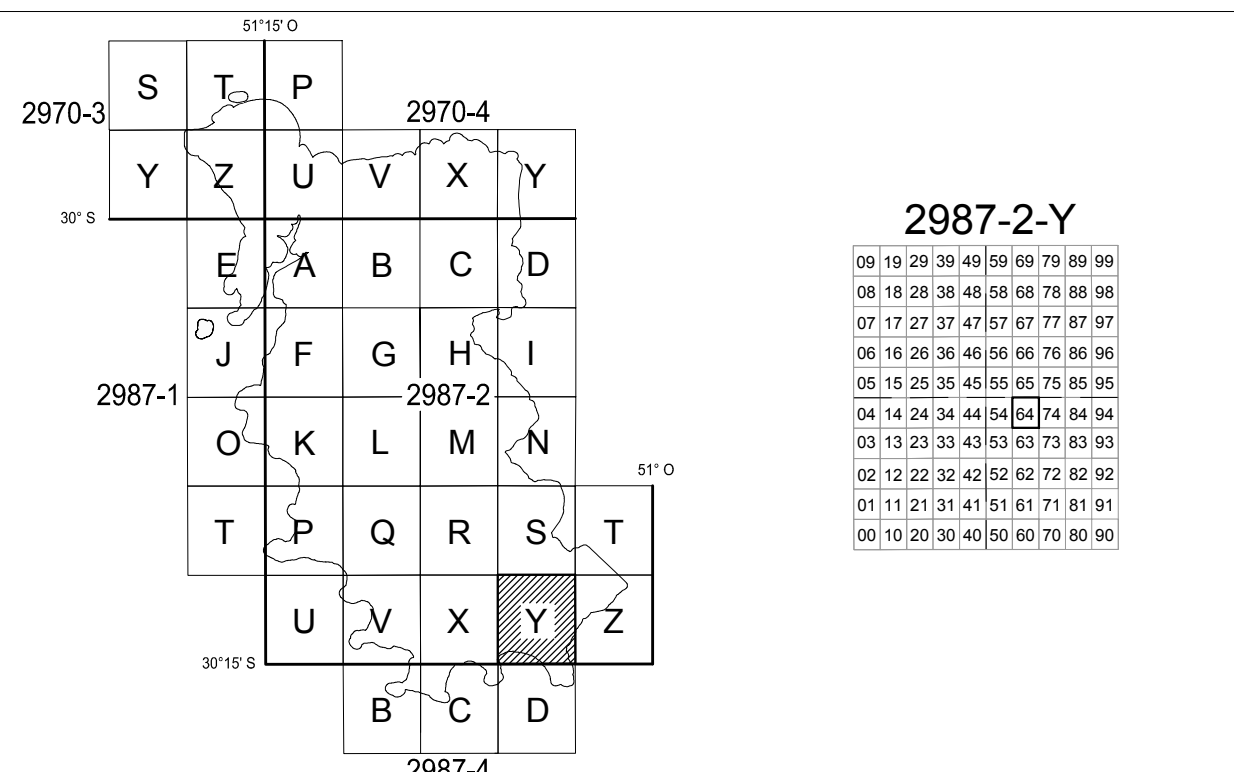 51°15' O
S T P
2970-3
2970-4
Y Z U V X Y
30° S
E A B C D
J F G H I
2987-1
2987-2
O K L M N
51° O
T P Q R S T
U V X Y Z
30°15' S
B C D
2987-4
2987-2-Y
09 19 29 39 49 59 69 79 89 99
08 18 28 38 48 58 68 78 88 98
07 17 27 37 47 57 67 77 87 97
06 16 26 36 46 56 66 76 86 96
05 15 25 35 45 55 65 75 85 95
04 14 24 34 44 54 64 74 84 94
03 13 23 33 43 53 63 73 83 93
02 12 22 32 42 52 62 72 82 92
01 11 21 31 41 51 61 71 81 91
00 10 20 30 40 50 60 70 80 90